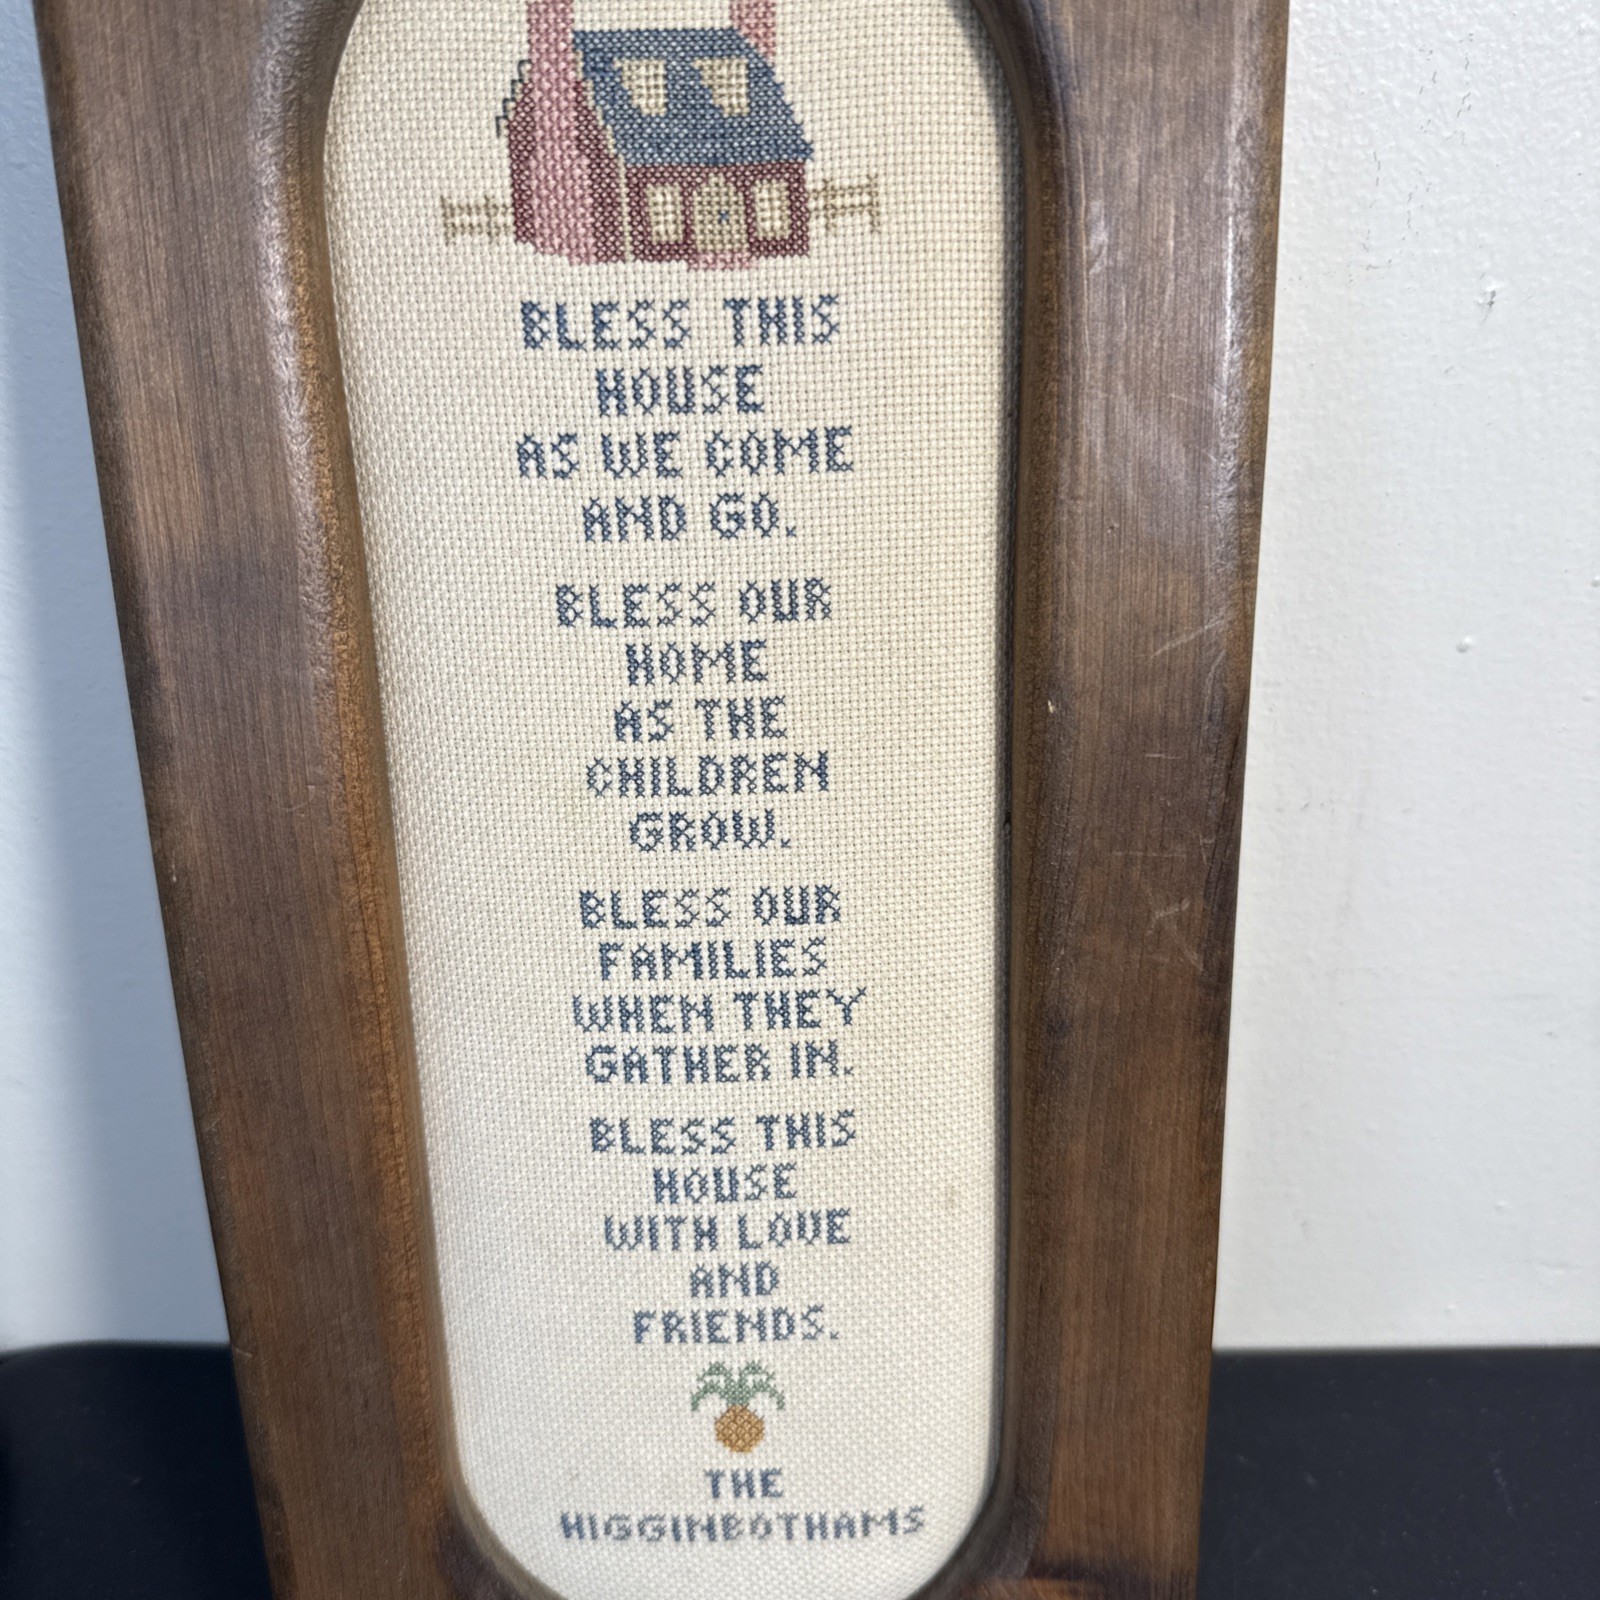 BLESS THIS
HOUSE
AS WE COME
AND GO.
BLESS OUR
HOME
AS THE
CHILDREN
GROW.
BLESS OUR
FAMILIES
WHEN THEY
GATHER IN.
BLESS THIS
HOUSE
WITH LOVE
AND
FRIENDS.
THE
HIGGINBOTHAMS